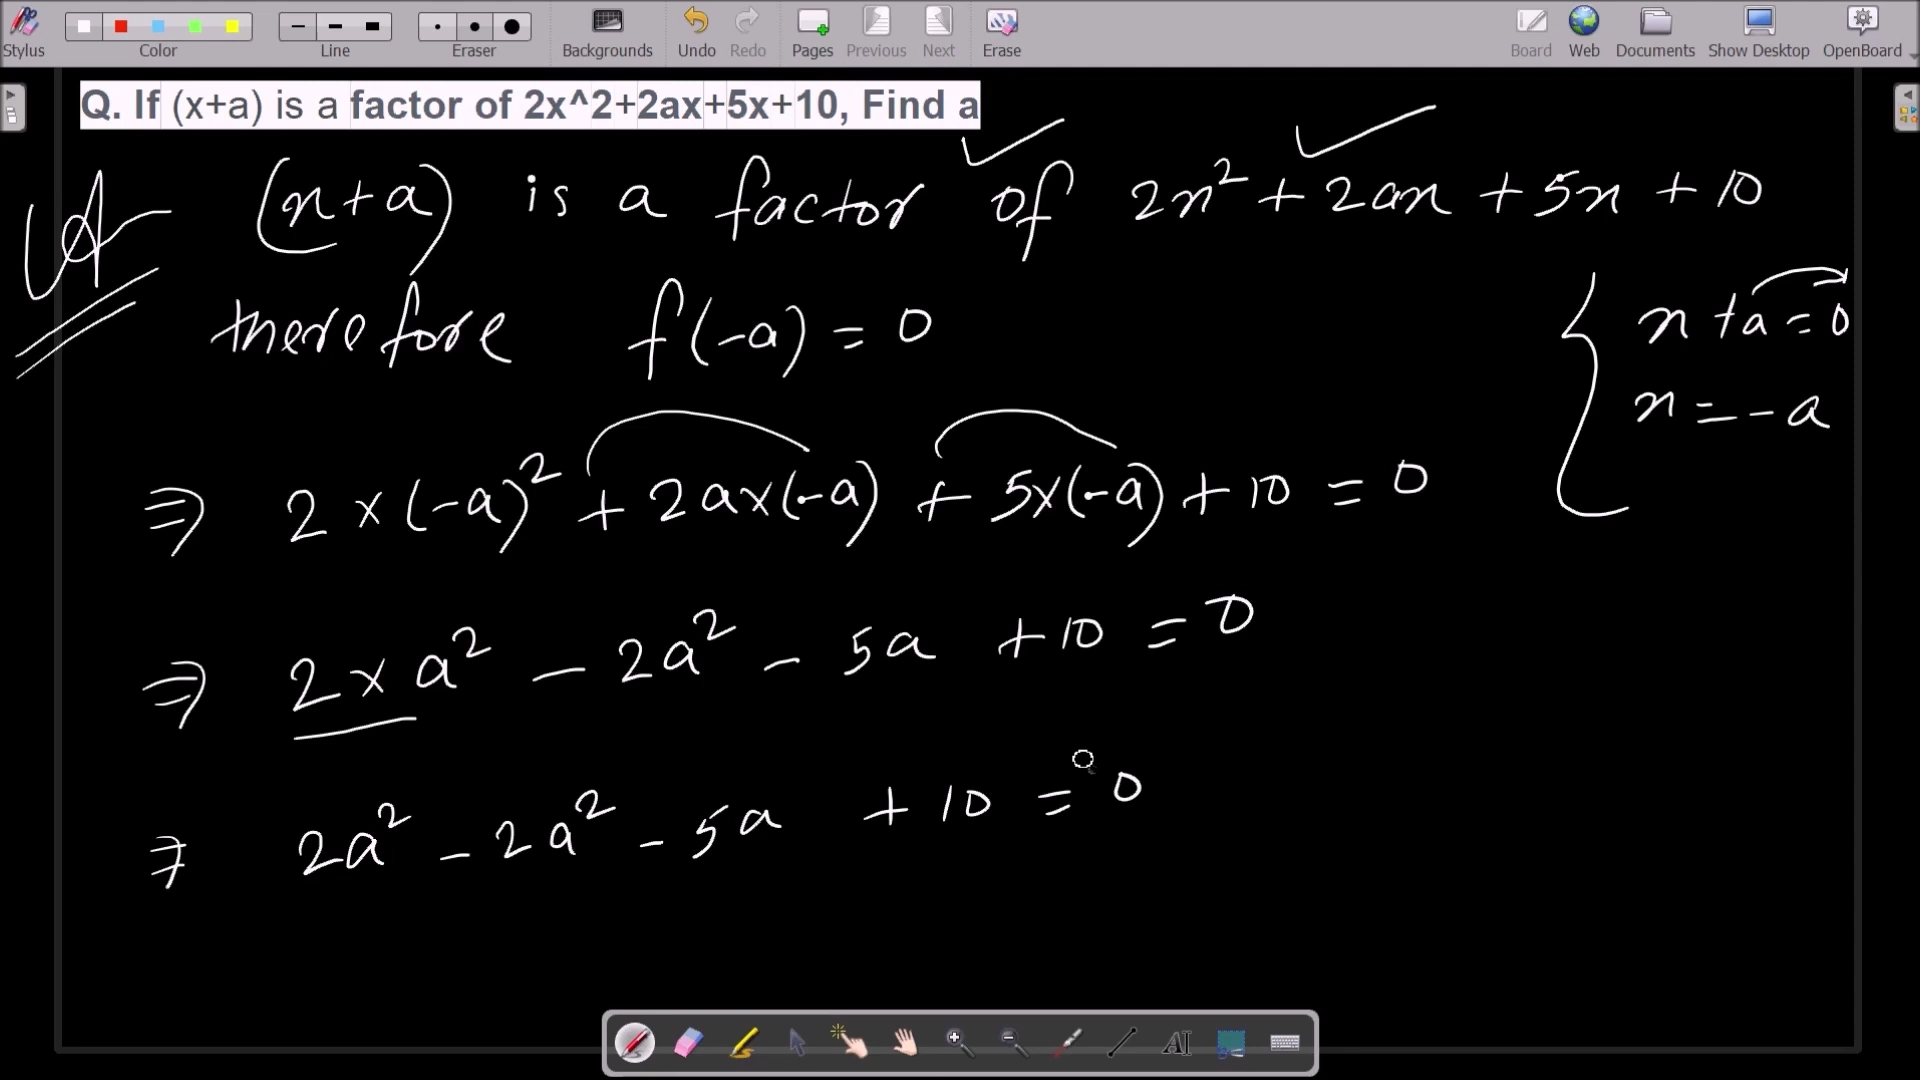 Stylus Color Line Eraser Backgrounds Undo Redo Pages Previous Next Erase Board Web Documents Show Desktop OpenBoard
Q. If (x+a) is a factor of 2x^2+2ax+5x+10, Find a
(x+a) is a factor of 2x² + 2ax + 5x + 10
therefore f(-a) = 0
x + a = 0
x = - a
⇒ 2 × (-a)² + 2a×(-a) + 5×(-a) + 10 = 0
⇒ 2 × a² - 2a² - 5a + 10 = 0
⇒ 2a² - 2a² - 5a + 10 = 0
AI